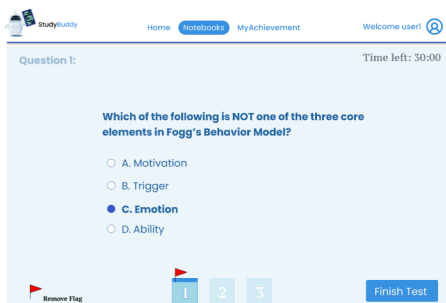 StudyBuddy
Home Notebooks MyAchievement
Welcome user!
Question 1:
Time left: 30:00
Which of the following is NOT one of the three core
elements in Fogg's Behavior Model?
A. Motivation
B. Trigger
C. Emotion
D. Ability
Remove Flag
1 2 3
Finish Test